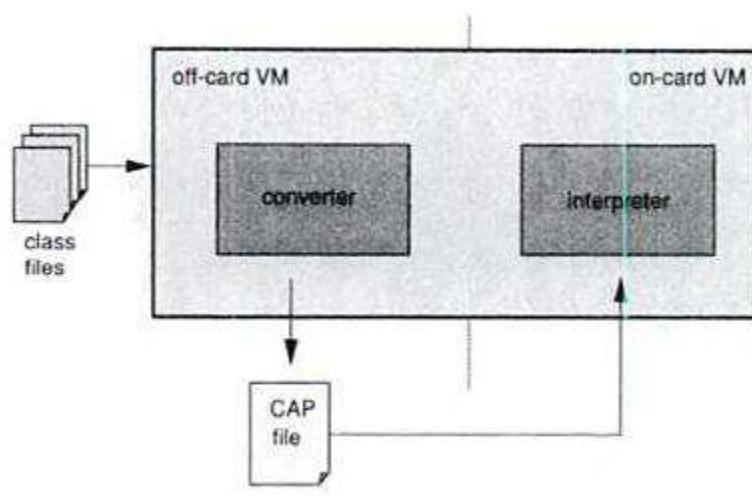 off-card VM
on-card VM
converter
interpreter
class
files
CAP
file